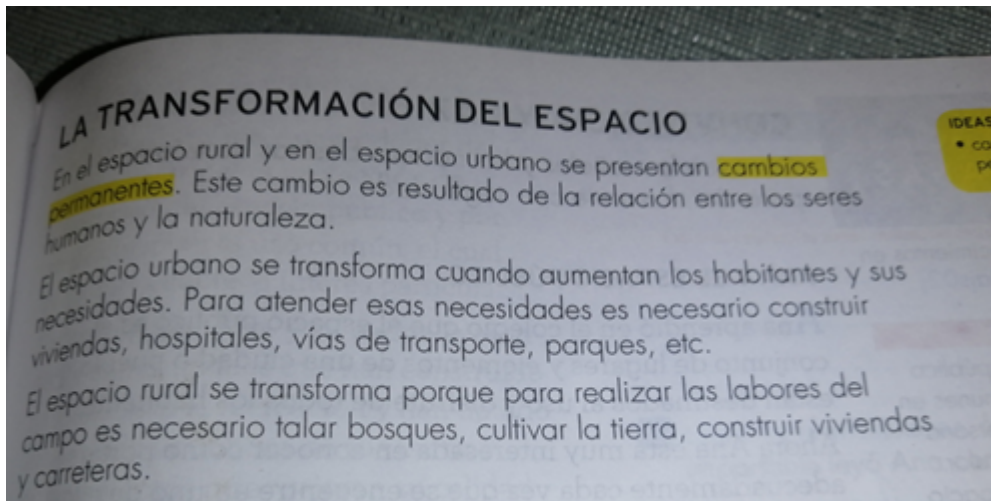 LA TRANSFORMACIÓN DEL ESPACIO
En el espacio rural y en el espacio urbano se presentan cambios
permanentes. Este cambio es resultado de la relación entre los seres
humanos y la naturaleza.
El espacio urbano se transforma cuando aumentan los habitantes y sus
necesidades. Para atender esas necesidades es necesario construir
viviendas, hospitales, vías de transporte, parques, etc.
El espacio rural se transforma porque para realizar las labores del
campo es necesario talar bosques, cultivar la tierra, construir viviendas
y carreteras.
IDEAS